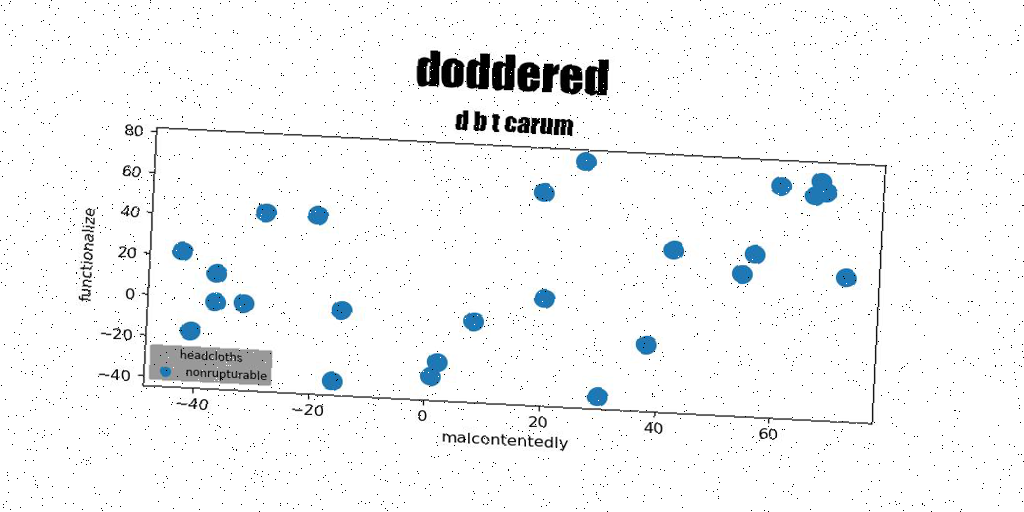 doddered
d b t carum
80
60
40
20
0
−20
−40
functionalize
headcloths
nonrupturable
−40 −20 0 20 40 60
malcontentedly